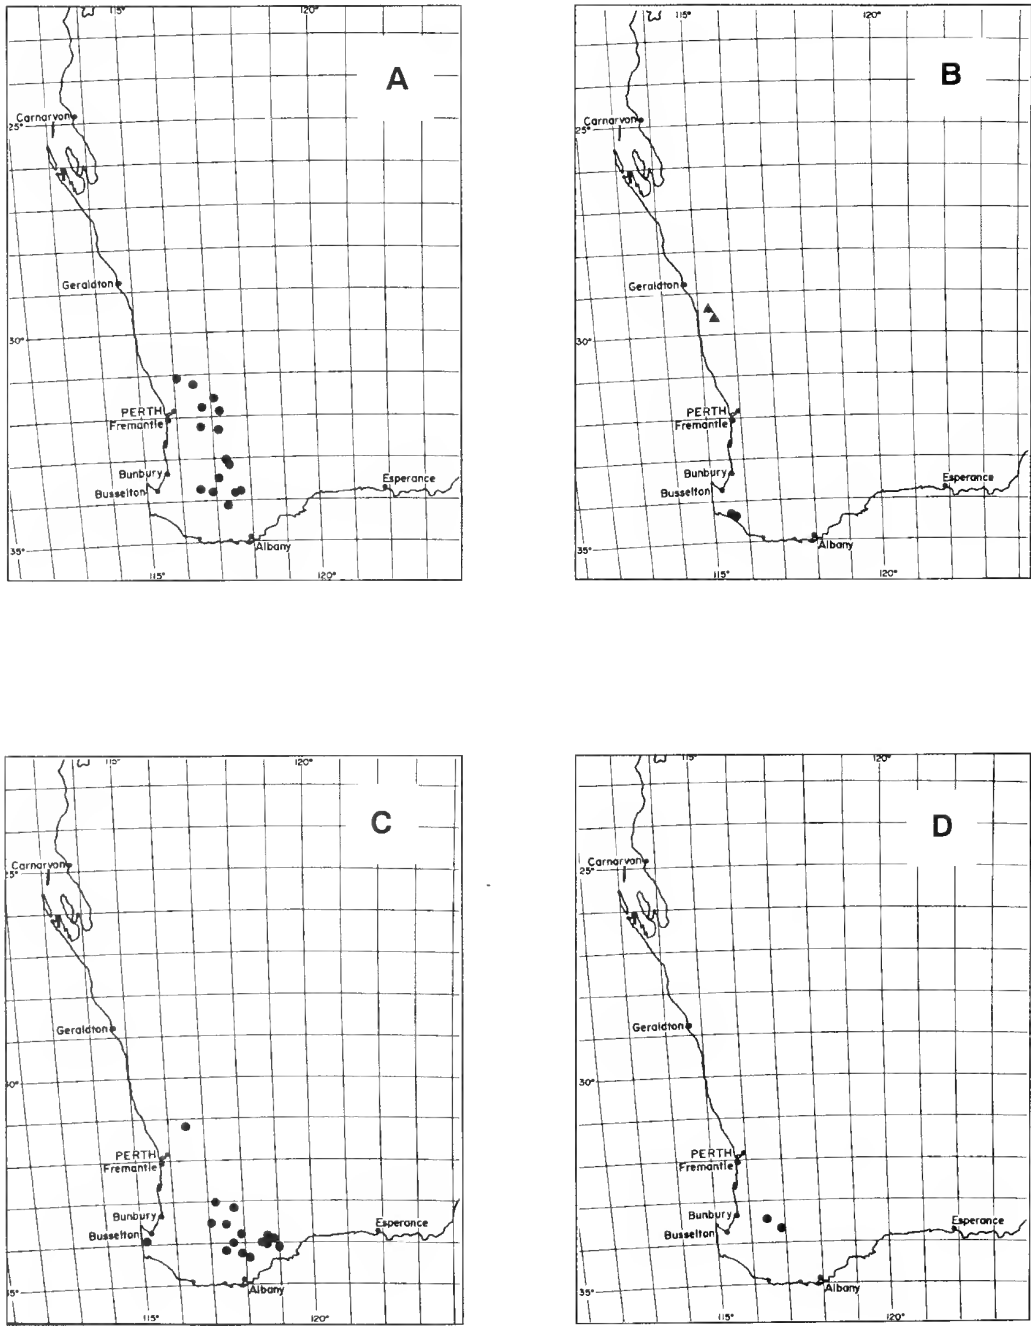 115° 120°
A
Carnarvon
25°
Geraldton
30°
PERTH
Fremantle
Bunbury
Busselton
Esperance
Albany
35°
115° 120°
115° 120°
B
Carnarvon
25°
Geraldton
30°
PERTH
Fremantle
Bunbury
Busselton
Esperance
Albany
35°
115° 120°
115° 120°
C
Carnarvon
25°
Geraldton
30°
PERTH
Fremantle
Bunbury
Busselton
Esperance
Albany
35°
115° 120°
115° 120°
D
Carnarvon
25°
Geraldton
30°
PERTH
Fremantle
Bunbury
Busselton
Esperance
Albany
35°
115° 120°